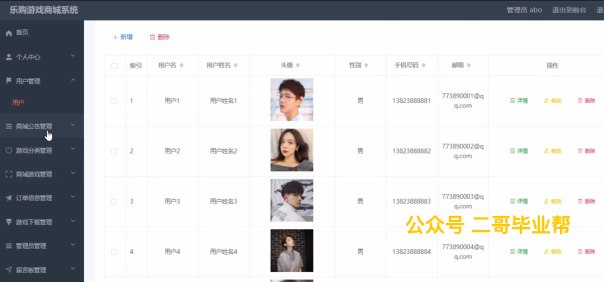 乐购游戏商城系统
管理员 abo 退出到前台
首页
个人中心
用户管理
用户
商城公告管理
游戏分类管理
商城游戏管理
订单信息管理
游戏下载管理
管理员管理
留言板管理
+ 新增 删除
索引 用户名 用户姓名 头像 性别 手机号码 邮箱 操作
1 用户1 用户姓名1 男 13823888881 773890001@q
q.com 详情 修改 删除
2 用户2 用户姓名2 男 13823888882 773890002@q
q.com 详情 修改 删除
3 用户3 用户姓名3 男 13823888883 773890003@q
q.com 详情 修改 删除
4 用户4 用户姓名4 男 13823888884 773890004@q
q.com 详情 修改 删除
公众号 二哥毕业帮